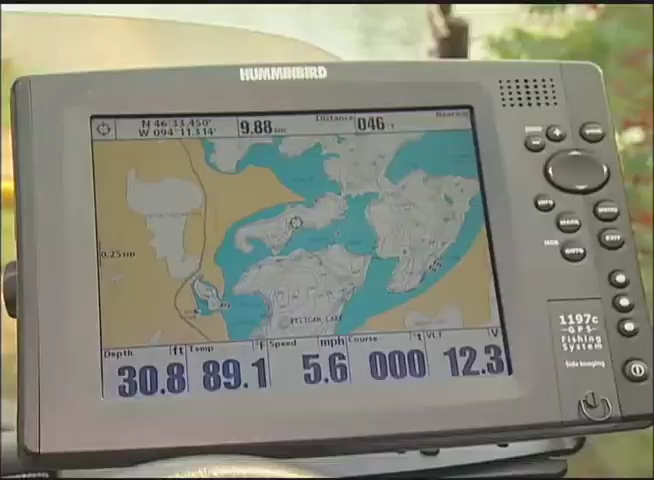 HUMMINBIRD
N 46°33.450'
W 094°11.314'
9.88
Distance
046°
Bearing
0.25
PELICAN LAKE
Depth
30.8
ft
Temp
89.1
°F
Speed
5.6
mph
Course
000
VLT
12.3
V
INFO
MARK
MENU
EXIT
GOTO
1197c
GPS
Fishing
System
Side Imaging